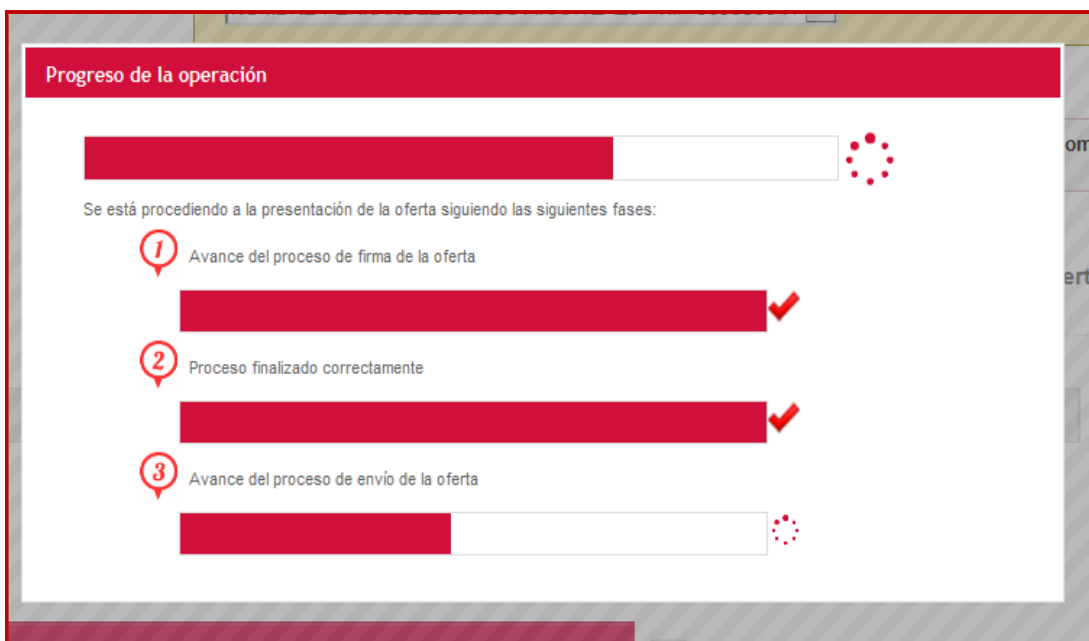 Progreso de la operación
Se está procediendo a la presentación de la oferta siguiendo las siguientes fases:
1
Avance del proceso de firma de la oferta
2
Proceso finalizado correctamente
3
Avance del proceso de envío de la oferta